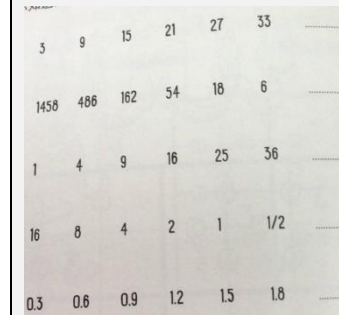 3 9 15 21 27 33 ............
1458 486 162 54 18 6 ............
1 4 9 16 25 36 ............
16 8 4 2 1 1/2 ............
0.3 0.6 0.9 1.2 1.5 1.8 ............